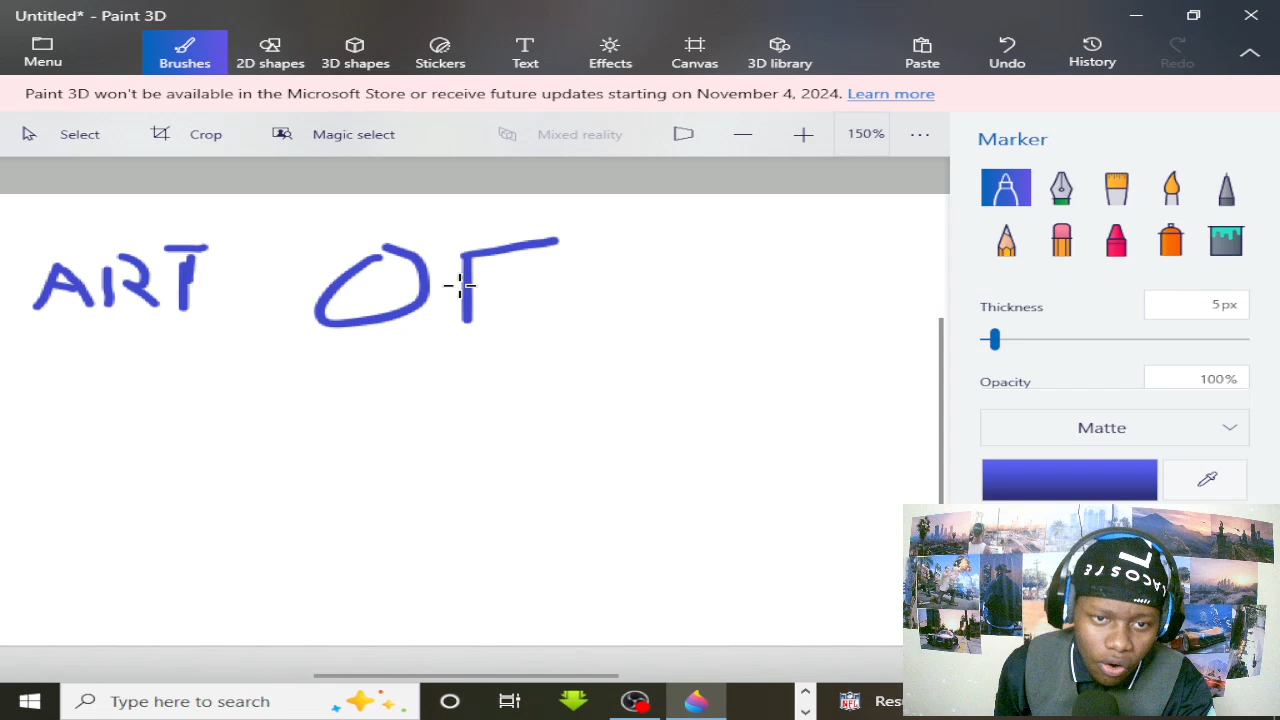 Untitled* - Paint 3D
Menu Brushes 2D shapes 3D shapes Stickers Text Effects Canvas 3D library Paste Undo History Redo
Paint 3D won't be available in the Microsoft Store or receive future updates starting on November 4, 2024. Learn more
Select Crop Magic select Mixed reality 150% ...
Marker
ART OF
Thickness 5px
Opacity 100%
Matte
LACOSTE
Type here to search
NFL Res